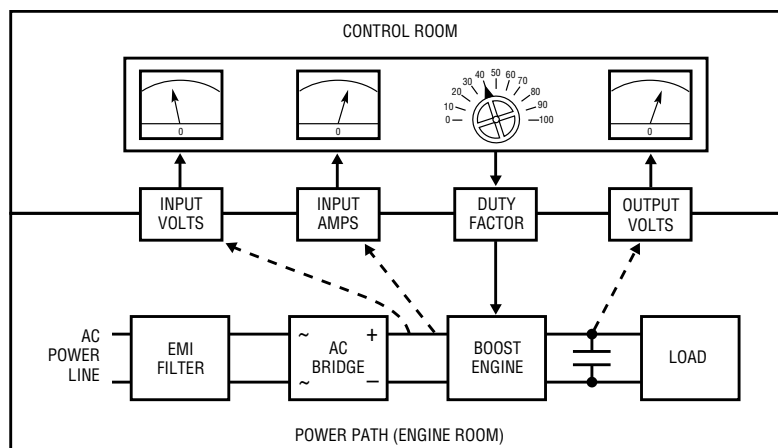 CONTROL ROOM
0
0
0
10
20
30
40
50
60
70
80
90
100
0
INPUT
VOLTS
INPUT
AMPS
DUTY
FACTOR
OUTPUT
VOLTS
AC
POWER
LINE
EMI
FILTER
~
~
AC
BRIDGE
+
–
BOOST
ENGINE
LOAD
POWER PATH (ENGINE ROOM)